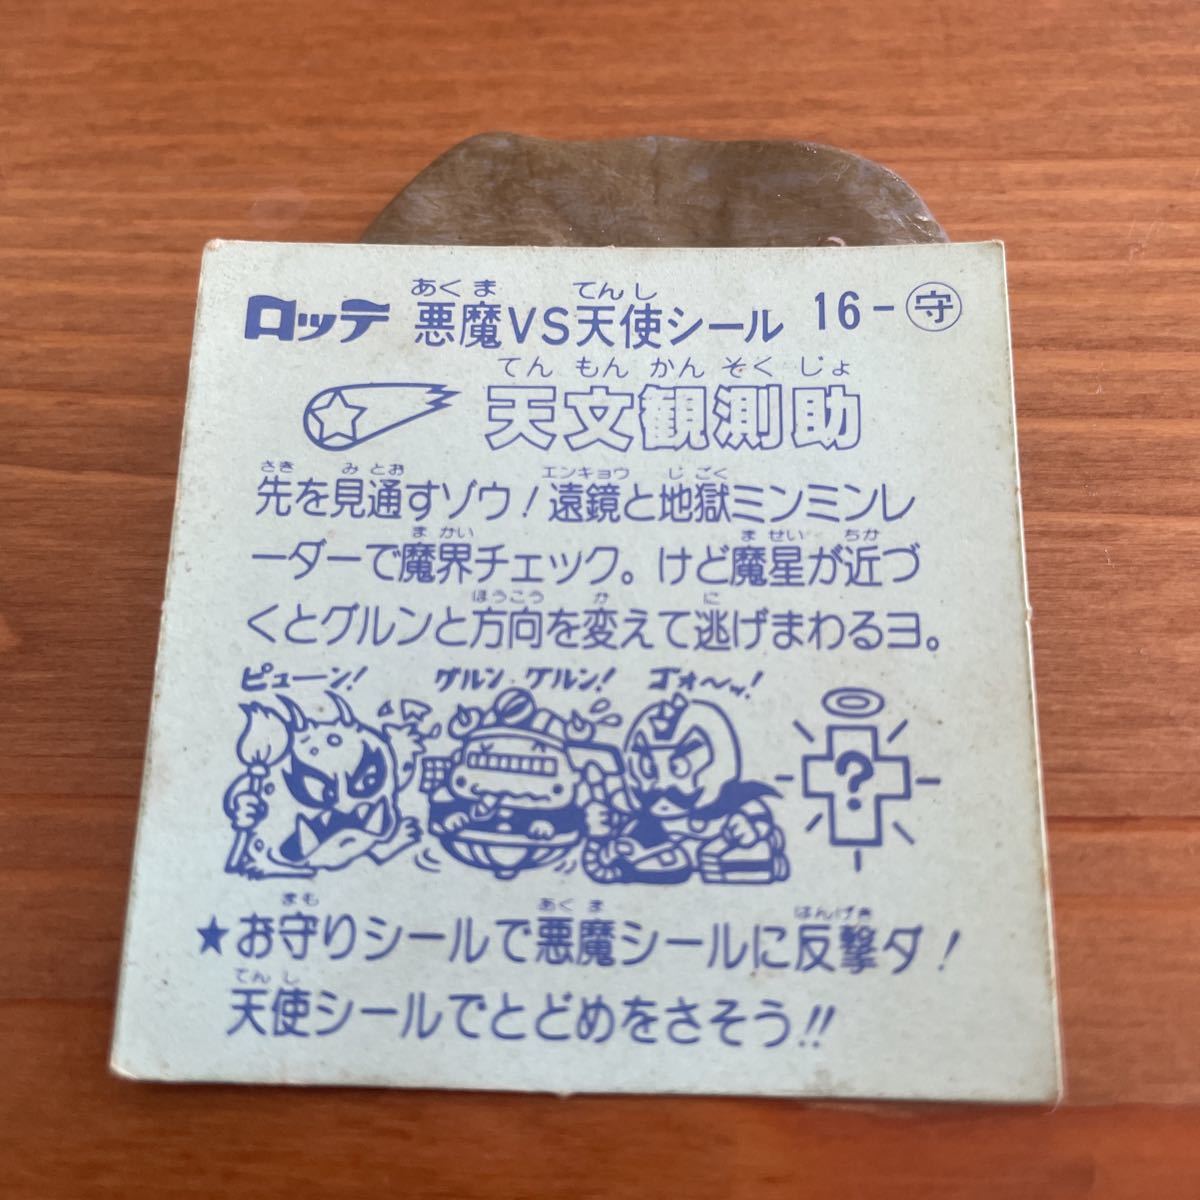 ロッテ 悪魔VS天使シール 16-守
あくま てんし
てんもんかんそくじょ
天文観測助
さき みとお エンキョウ じごく
先を見通すゾウ!遠鏡と地獄ミンミンレ
まかい ませい ちか
ーダーで魔界チェック。けど魔星が近づ
ほうこう か に
くとグルンと方向を変えて逃げまわるヨ。
ピューーン! グルン グルン! ゴォ〜ッ!
?
まも あくま はんげき
★お守りシールで悪魔シールに反撃ダ!
てんし
天使シールでとどめをさそう!!